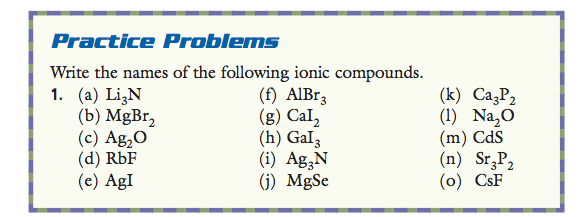 Practice Problems
Write the names of the following ionic compounds.
1. (a) Li₃N (f) AlBr₃ (k) Ca₃P₂
(b) MgBr₂ (g) CaI₂ (l) Na₂O
(c) Ag₂O (h) GaI₃ (m) CdS
(d) RbF (i) Ag₃N (n) Sr₃P₂
(e) AgI (j) MgSe (o) CsF